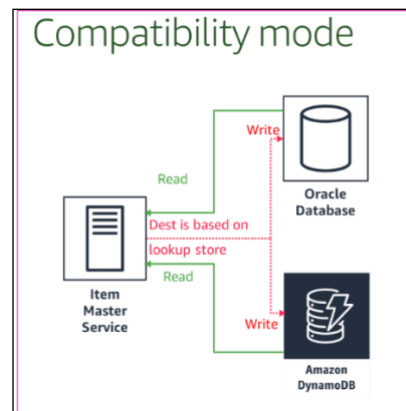 Compatibility mode
Write
Oracle
Database
Read
Dest is based on
lookup store
Read
Item
Master
Service
Write
Amazon
DynamoDB